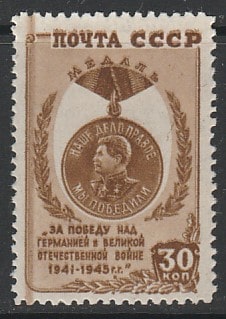 ПОЧТА СССР
МЕДАЛЬ
НАШЕ ДЕЛО ПРАВОЕ
МЫ ПОБЕДИЛИ
„ЗА ПОБЕДУ НАД
ГЕРМАНИЕЙ В ВЕЛИКОЙ
ОТЕЧЕСТВЕННОЙ ВОЙНЕ
1941-1945 г.г."
30
КОП